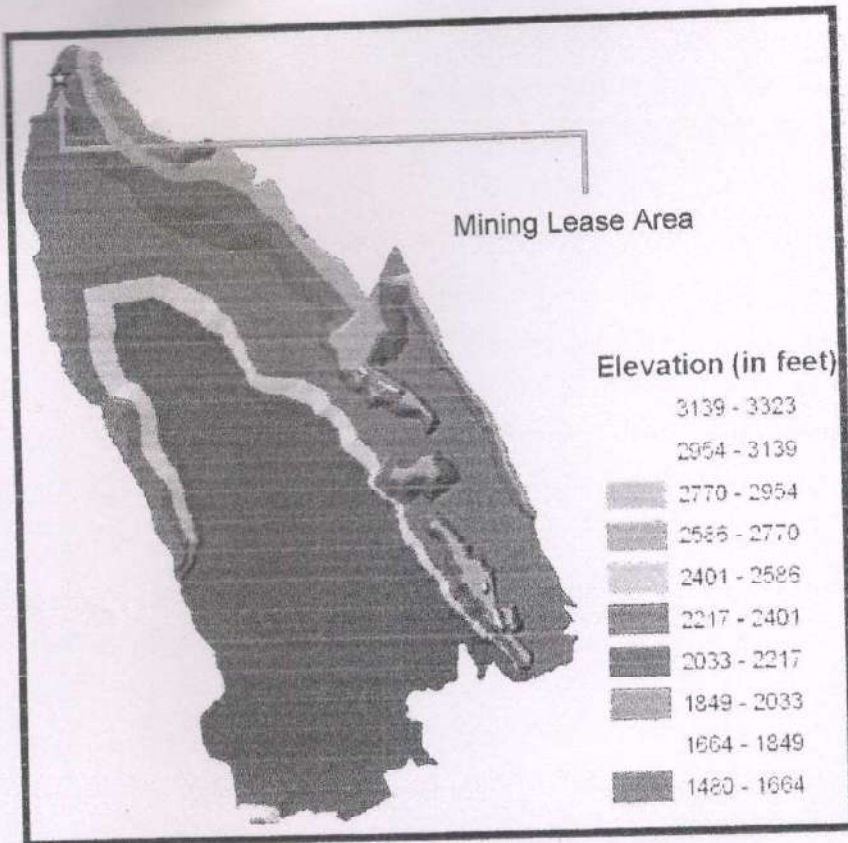 Mining Lease Area
Elevation (in feet)
3139 - 3323
2954 - 3139
2770 - 2954
2586 - 2770
2401 - 2586
2217 - 2401
2033 - 2217
1849 - 2033
1664 - 1849
1480 - 1664